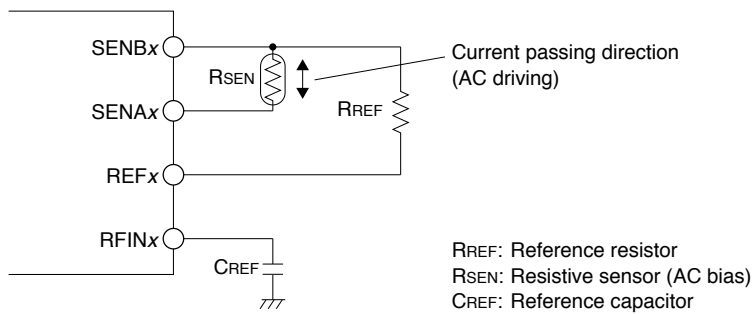 SENBx
RSEN
Current passing direction
(AC driving)
SENAx
RREF
REFx
RFINx
CREF
RREF: Reference resistor
RSEN: Resistive sensor (AC bias)
CREF: Reference capacitor